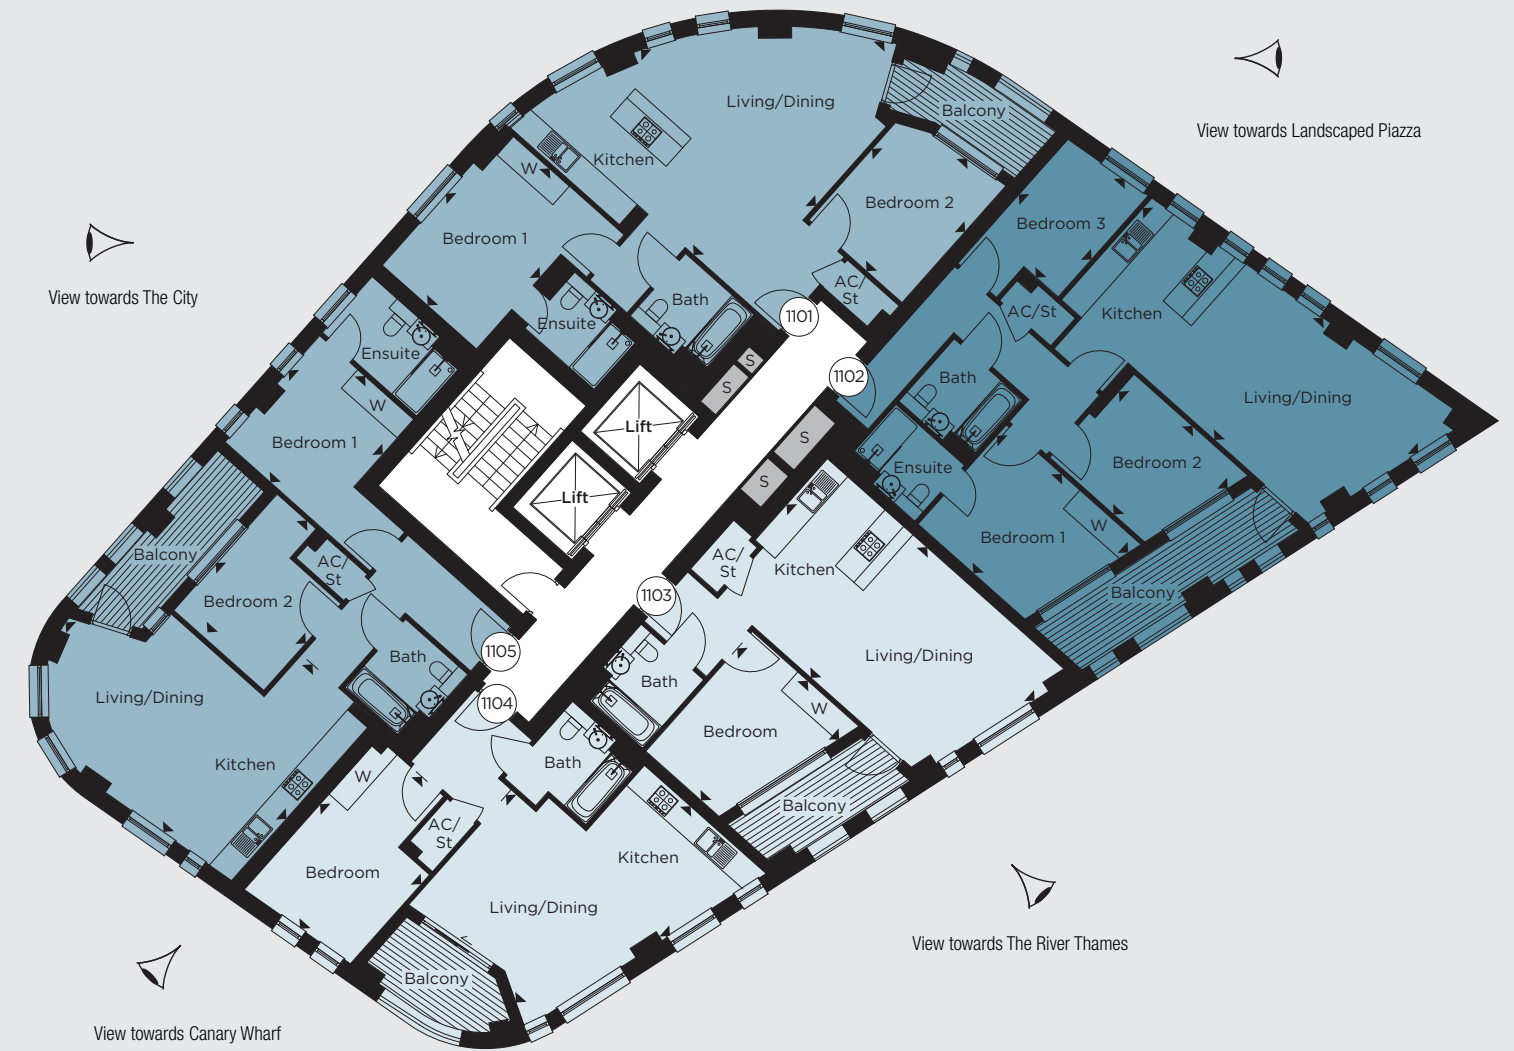 Living/Dining
Balcony
View towards Landscaped Piazza
Kitchen
W
Bedroom 2
Bedroom 3
Bedroom 1
View towards The City
AC/
St
Bath
Ensuite
1101
AC/St
Kitchen
Ensuite
S
S
1102
Bath
Living/Dining
W
Bedroom 1
Lift
S
Ensuite
Bedroom 2
S
Lift
W
Bedroom 1
Balcony
AC/
St
AC/
St
Kitchen
Bedroom 2
1103
Balcony
1105
Bath
Bath
Living/Dining
Living/Dining
1104
W
Bedroom
Kitchen
W
Bath
Balcony
AC/
St
Kitchen
Bedroom
Living/Dining
View towards The River Thames
Balcony
View towards Canary Wharf